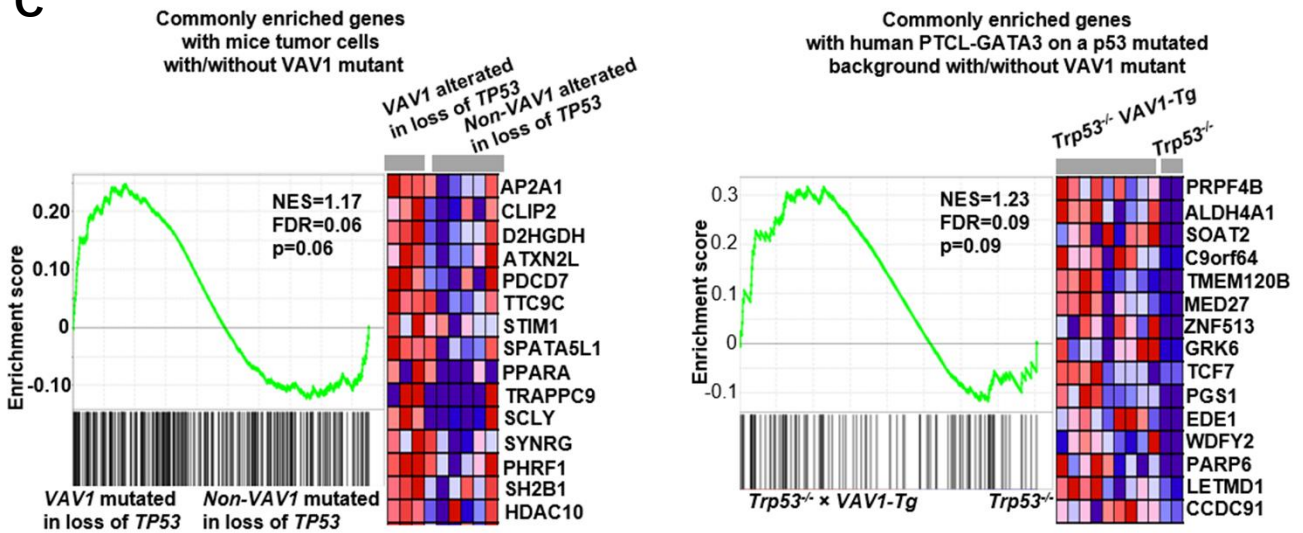 C
Commonly enriched genes
with mice tumor cells
with/without VAV1 mutant
VAV1 altered
in loss of TP53
Non-VAV1 altered
in loss of TP53
Enrichment score
0.20
0.10
0
-0.10
NES=1.17
FDR=0.06
p=0.06
AP2A1
CLIP2
D2HGDH
ATXN2L
PDCD7
TTC9C
STIM1
SPATA5L1
PPARA
TRAPPC9
SCLY
SYNRG
PHRF1
SH2B1
HDAC10
VAV1 mutated
in loss of TP53
Non-VAV1 mutated
in loss of TP53
Commonly enriched genes
with human PTCL-GATA3 on a p53 mutated
background with/without VAV1 mutant
Trp53-/- VAV1-Tg
Trp53-/-
Enrichment score
0.3
0.2
0.1
0
-0.1
NES=1.23
FDR=0.09
p=0.09
PRPF4B
ALDH4A1
SOAT2
C9orf64
TMEM120B
MED27
ZNF513
GRK6
TCF7
PGS1
EDE1
WDFY2
PARP6
LETMD1
CCDC91
Trp53-/- × VAV1-Tg
Trp53-/-